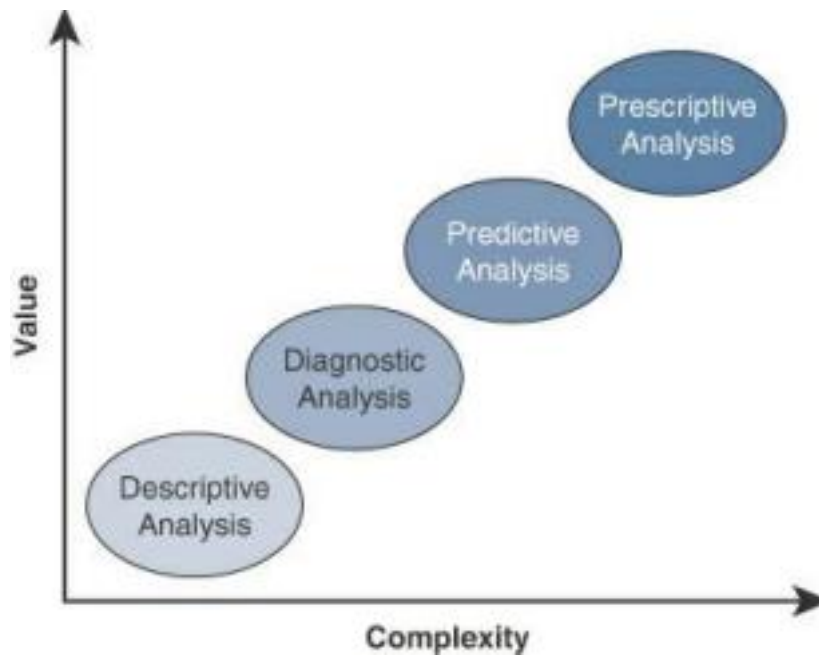 Prescriptive
Analysis
Predictive
Analysis
Diagnostic
Analysis
Descriptive
Analysis
Value
Complexity